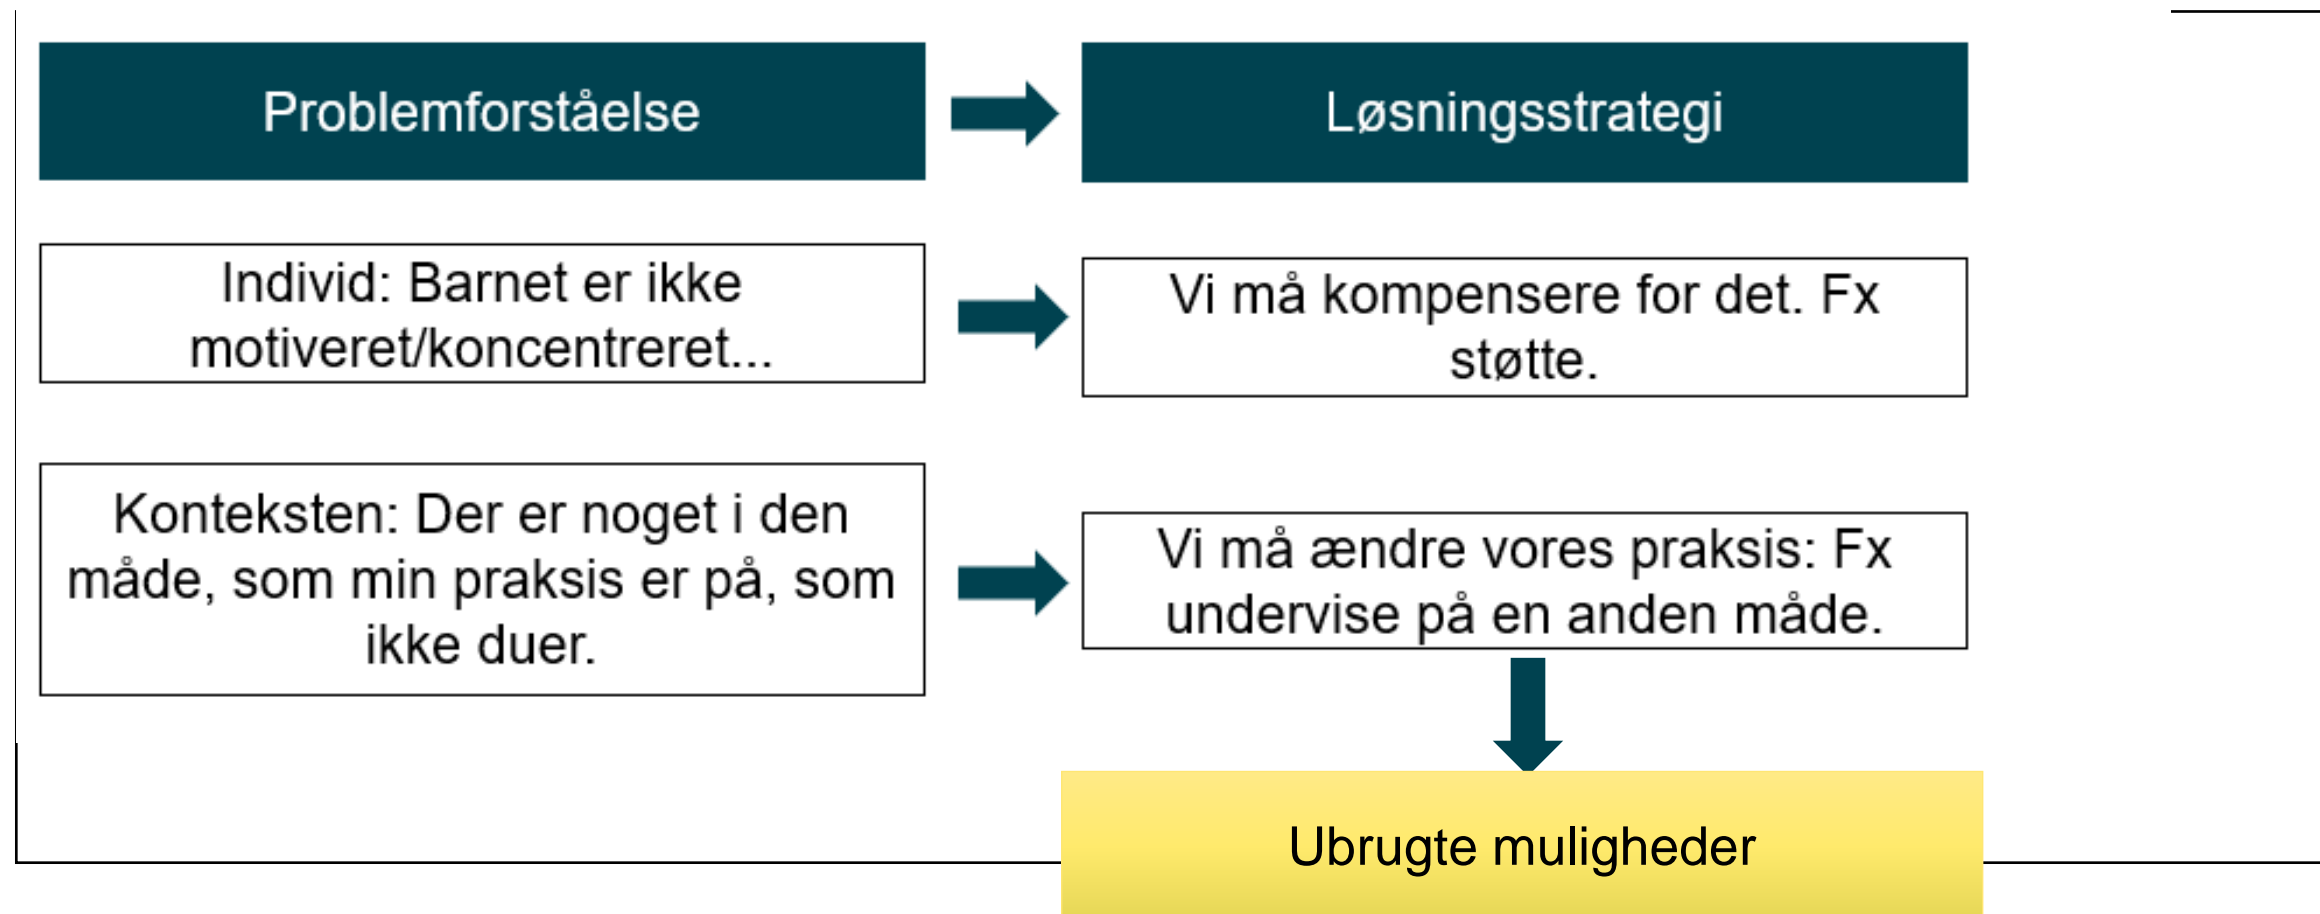 Problemforståelse
Løsningsstrategi
Individ: Barnet er ikke
motiveret/koncentreret...
Vi må kompensere for det. Fx
støtte.
Konteksten: Der er noget i den
måde, som min praksis er på, som
ikke duer.
Vi må ændre vores praksis: Fx
undervise på en anden måde.
Ubrugte muligheder